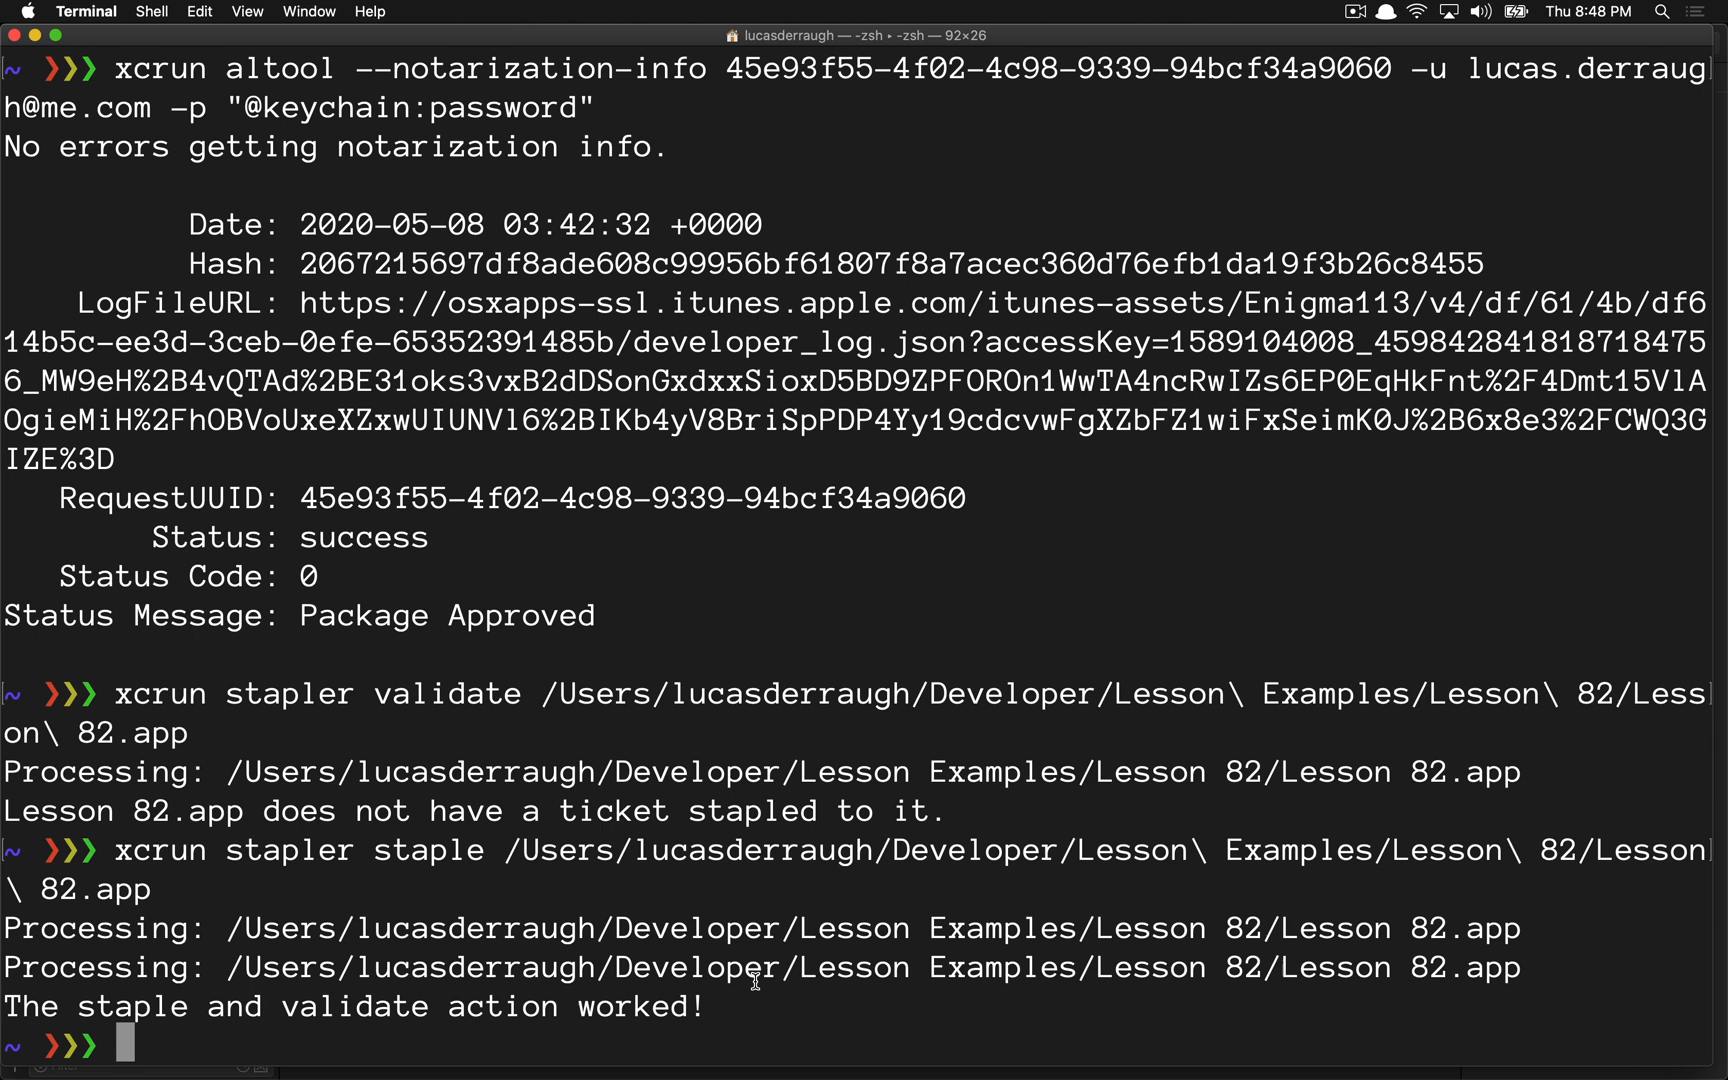 Terminal Shell Edit View Window Help Thu 8:48 PM
lucasderraugh — -zsh ▸ -zsh — 92×26
~ ❯❯❯ xcrun altool --notarization-info 45e93f55-4f02-4c98-9339-94bcf34a9060 -u lucas.derraug
h@me.com -p "@keychain:password"
No errors getting notarization info.
Date: 2020-05-08 03:42:32 +0000
Hash: 2067215697df8ade608c99956bf61807f8a7acec360d76efb1da19f3b26c8455
LogFileURL: https://osxapps-ssl.itunes.apple.com/itunes-assets/Enigma113/v4/df/61/4b/df6
14b5c-ee3d-3ceb-0efe-65352391485b/developer_log.json?accessKey=1589104008_459842841818718475
6_MW9eH%2B4vQTAd%2BE31oks3vxB2dDSonGxdxxSioxD5BD9ZPFOROn1WwTA4ncRwIZs6EP0EqHkFnt%2F4Dmt15VlA
OgieMiH%2FhOBVoUxeXZxwUIUNVl6%2BIKb4yV8BriSpPDP4Yy19cdcvwFgXZbFZ1wiFxSeimK0J%2B6x8e3%2FCWQ3G
IZE%3D
RequestUUID: 45e93f55-4f02-4c98-9339-94bcf34a9060
Status: success
Status Code: 0
Status Message: Package Approved
~ ❯❯❯ xcrun stapler validate /Users/lucasderraugh/Developer/Lesson\ Examples/Lesson\ 82/Less
on\ 82.app
Processing: /Users/lucasderraugh/Developer/Lesson Examples/Lesson 82/Lesson 82.app
Lesson 82.app does not have a ticket stapled to it.
~ ❯❯❯ xcrun stapler staple /Users/lucasderraugh/Developer/Lesson\ Examples/Lesson\ 82/Lesson
\ 82.app
Processing: /Users/lucasderraugh/Developer/Lesson Examples/Lesson 82/Lesson 82.app
Processing: /Users/lucasderraugh/Developer/Lesson Examples/Lesson 82/Lesson 82.app
The staple and validate action worked!
~ ❯❯❯